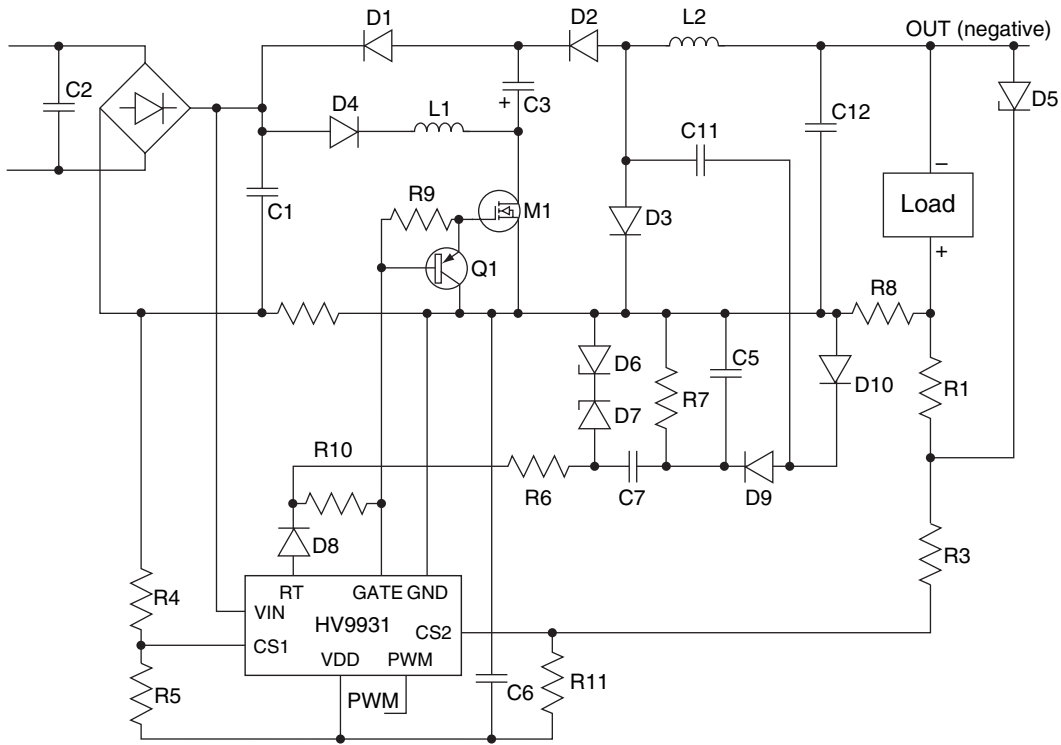 D1
D2
L2
OUT (negative)
C2
D4
L1
+
C3
D5
C11
C12
C1
R9
M1
D3
–
Load
+
Q1
R8
D6
C5
D10
R1
D7
R7
R10
R6
C7
D9
D8
R3
R4
RT
GATE
GND
VIN
HV9931
CS2
CS1
VDD
PWM
R5
PWM
C6
R11